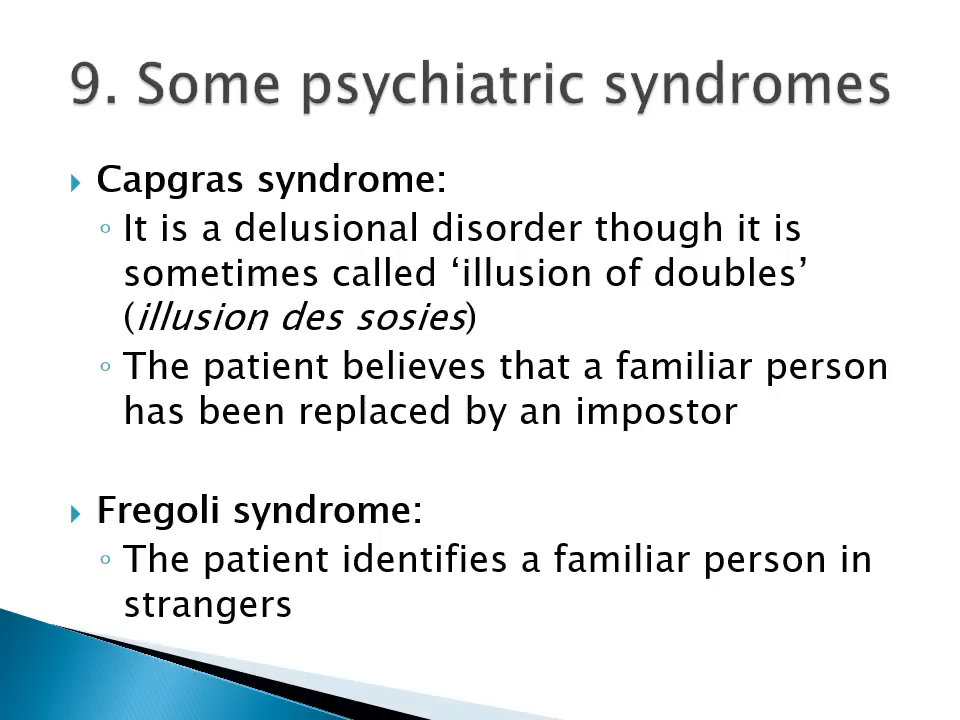 9. Some psychiatric syndromes
Capgras syndrome:
It is a delusional disorder though it is
sometimes called ‘illusion of doubles’
(illusion des sosies)
The patient believes that a familiar person
has been replaced by an impostor
Fregoli syndrome:
The patient identifies a familiar person in
strangers